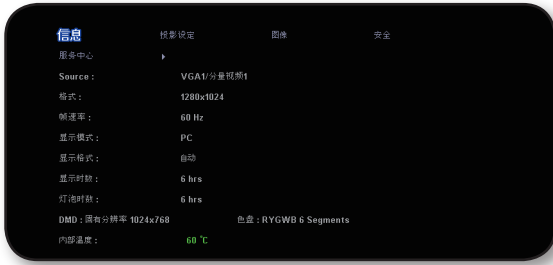 信息 投影设定 图像 安全
服务中心
Source : VGA1/分量视频1
格式 : 1280x1024
帧速率 : 60 Hz
显示模式 : PC
显示格式 : 自动
显示时数 : 6 hrs
灯泡时数 : 6 hrs
DMD : 固有分辨率 1024x768 色盘 : RYGWB 6 Segments
内部温度 : 60 °C